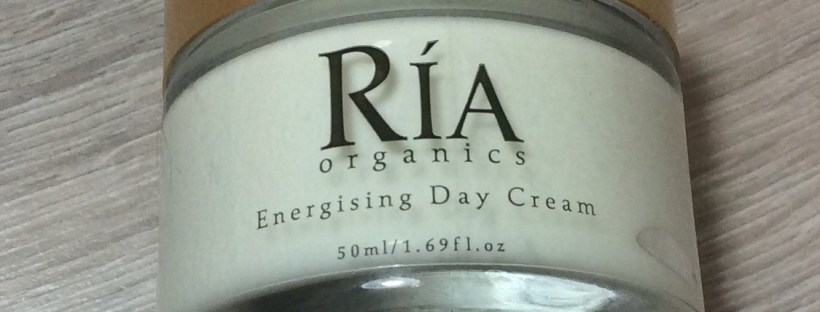 RÍA
organics
Energising Day Cream
50ml/1.69fl.oz